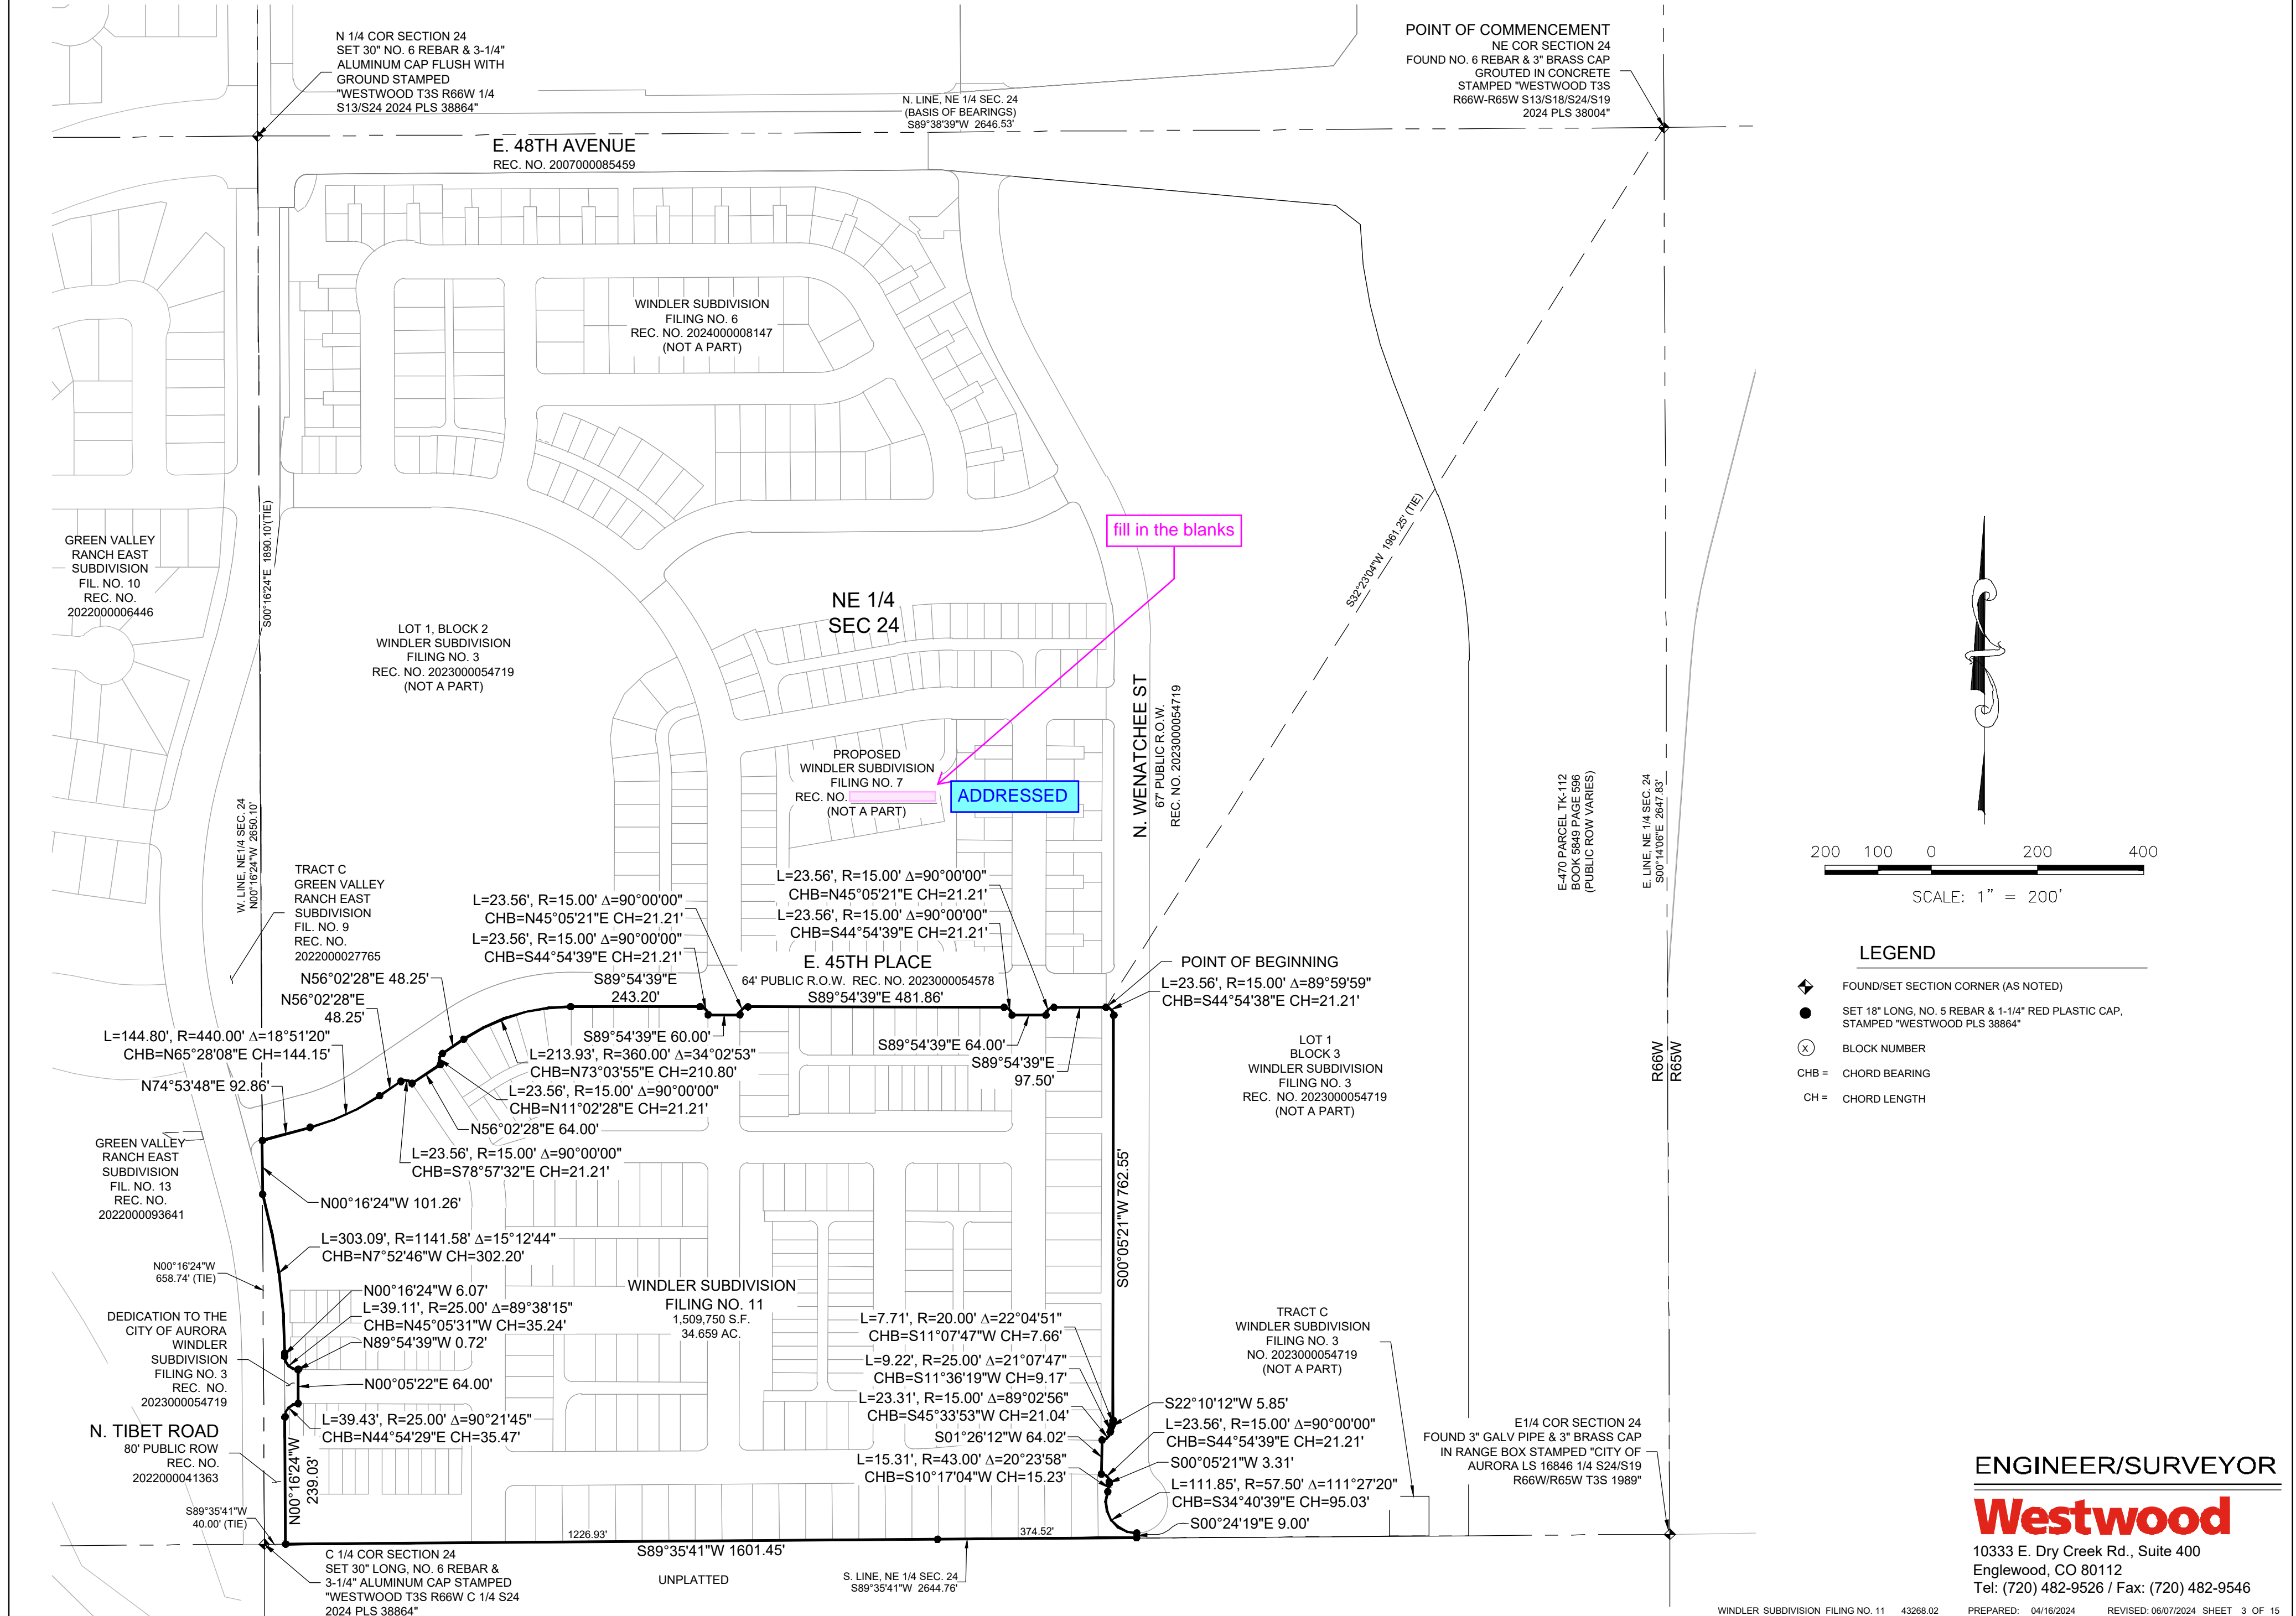 N 1/4 COR SECTION 24
SET 30" NO. 6 REBAR & 3-1/4"
ALUMINUM CAP FLUSH WITH
GROUND STAMPED
"WESTWOOD T3S R66W 1/4
S13/S24 2024 PLS 38864"
POINT OF COMMENCEMENT
NE COR SECTION 24
FOUND NO. 6 REBAR & 3" BRASS CAP
GROUTED IN CONCRETE
STAMPED "WESTWOOD T3S
R66W-R65W S13/S18/S24/S19
2024 PLS 38004"
N. LINE, NE 1/4 SEC. 24
(BASIS OF BEARINGS)
S89°38'39"W 2646.53'
E. 48TH AVENUE
REC. NO. 2007000085459
WINDLER SUBDIVISION
FILING NO. 6
REC. NO. 2024000008147
(NOT A PART)
GREEN VALLEY
RANCH EAST
SUBDIVISION
FIL. NO. 10
REC. NO.
2022000006446
S00°16'24"E 1890.10'(TIE)
fill in the blanks
S32°23'04"W 1961.25' (TIE)
NE 1/4
SEC 24
LOT 1, BLOCK 2
WINDLER SUBDIVISION
FILING NO. 3
REC. NO. 2023000054719
(NOT A PART)
N. WENATCHEE ST
67' PUBLIC R.O.W.
REC. NO. 2023000054719
PROPOSED
WINDLER SUBDIVISION
FILING NO. 7
REC. NO.
(NOT A PART)
ADDRESSED
E-470 PARCEL TK-112
BOOK 5849 PAGE 596
(PUBLIC ROW VARIES)
E. LINE, NE 1/4 SEC. 24
S00°14'06"E 2647.83'
W. LINE, NE1/4 SEC. 24
N00°16'24"W 2650.10'
200 100 0 200 400
SCALE: 1" = 200'
LEGEND
FOUND/SET SECTION CORNER (AS NOTED)
SET 18" LONG, NO. 5 REBAR & 1-1/4" RED PLASTIC CAP,
STAMPED "WESTWOOD PLS 38864"
X BLOCK NUMBER
CHB = CHORD BEARING
CH = CHORD LENGTH
TRACT C
GREEN VALLEY
RANCH EAST
SUBDIVISION
FIL. NO. 9
REC. NO.
2022000027765
L=23.56', R=15.00' Δ=90°00'00"
CHB=N45°05'21"E CH=21.21'
L=23.56', R=15.00' Δ=90°00'00"
CHB=S44°54'39"E CH=21.21'
L=23.56', R=15.00' Δ=90°00'00"
CHB=N45°05'21"E CH=21.21'
L=23.56', R=15.00' Δ=90°00'00"
CHB=S44°54'39"E CH=21.21'
E. 45TH PLACE
64' PUBLIC R.O.W. REC. NO. 2023000054578
S89°54'39"E 481.86'
S89°54'39"E
243.20'
POINT OF BEGINNING
L=23.56', R=15.00' Δ=89°59'59"
CHB=S44°54'38"E CH=21.21'
N56°02'28"E 48.25'
N56°02'28"E
48.25'
L=144.80', R=440.00' Δ=18°51'20"
CHB=N65°28'08"E CH=144.15'
N74°53'48"E 92.86'
S89°54'39"E 60.00'
S89°54'39"E 64.00'
S89°54'39"E
97.50'
L=213.93', R=360.00' Δ=34°02'53"
CHB=N73°03'55"E CH=210.80'
L=23.56', R=15.00' Δ=90°00'00"
CHB=N11°02'28"E CH=21.21'
N56°02'28"E 64.00'
L=23.56', R=15.00' Δ=90°00'00"
CHB=S78°57'32"E CH=21.21'
LOT 1
BLOCK 3
WINDLER SUBDIVISION
FILING NO. 3
REC. NO. 2023000054719
(NOT A PART)
R66W
R65W
GREEN VALLEY
RANCH EAST
SUBDIVISION
FIL. NO. 13
REC. NO.
2022000093641
N00°16'24"W 101.26'
S00°05'21"W 762.55'
L=303.09', R=1141.58' Δ=15°12'44"
CHB=N7°52'46"W CH=302.20'
N00°16'24"W
658.74' (TIE)
N00°16'24"W 6.07'
L=39.11', R=25.00' Δ=89°38'15"
CHB=N45°05'31"W CH=35.24'
N89°54'39"W 0.72'
N00°05'22"E 64.00'
L=39.43', R=25.00' Δ=90°21'45"
CHB=N44°54'29"E CH=35.47'
DEDICATION TO THE
CITY OF AURORA
WINDLER
SUBDIVISION
FILING NO. 3
REC. NO.
2023000054719
N. TIBET ROAD
80' PUBLIC ROW
REC. NO.
2022000041363
N00°16'24"W
239.03'
S89°35'41"W
40.00' (TIE)
WINDLER SUBDIVISION
FILING NO. 11
1,509,750 S.F.
34.659 AC.
L=7.71', R=20.00' Δ=22°04'51"
CHB=S11°07'47"W CH=7.66'
L=9.22', R=25.00' Δ=21°07'47"
CHB=S11°36'19"W CH=9.17'
L=23.31', R=15.00' Δ=89°02'56"
CHB=S45°33'53"W CH=21.04'
S01°26'12"W 64.02'
L=15.31', R=43.00' Δ=20°23'58"
CHB=S10°17'04"W CH=15.23'
S22°10'12"W 5.85'
L=23.56', R=15.00' Δ=90°00'00"
CHB=S44°54'39"E CH=21.21'
S00°05'21"W 3.31'
L=111.85', R=57.50' Δ=111°27'20"
CHB=S34°40'39"E CH=95.03'
S00°24'19"E 9.00'
TRACT C
WINDLER SUBDIVISION
FILING NO. 3
NO. 2023000054719
(NOT A PART)
E1/4 COR SECTION 24
FOUND 3" GALV PIPE & 3" BRASS CAP
IN RANGE BOX STAMPED "CITY OF
AURORA LS 16846 1/4 S24/S19
R66W/R65W T3S 1989"
1226.93'
374.52'
S89°35'41"W 1601.45'
C 1/4 COR SECTION 24
SET 30" LONG, NO. 6 REBAR &
3-1/4" ALUMINUM CAP STAMPED
"WESTWOOD T3S R66W C 1/4 S24
2024 PLS 38864"
UNPLATTED
S. LINE, NE 1/4 SEC. 24
S89°35'41"W 2644.76'
ENGINEER/SURVEYOR
Westwood
10333 E. Dry Creek Rd., Suite 400
Englewood, CO 80112
Tel: (720) 482-9526 / Fax: (720) 482-9546
WINDLER SUBDIVISION FILING NO. 11 43268.02 PREPARED: 04/16/2024 REVISED: 06/07/2024 SHEET 3 OF 15